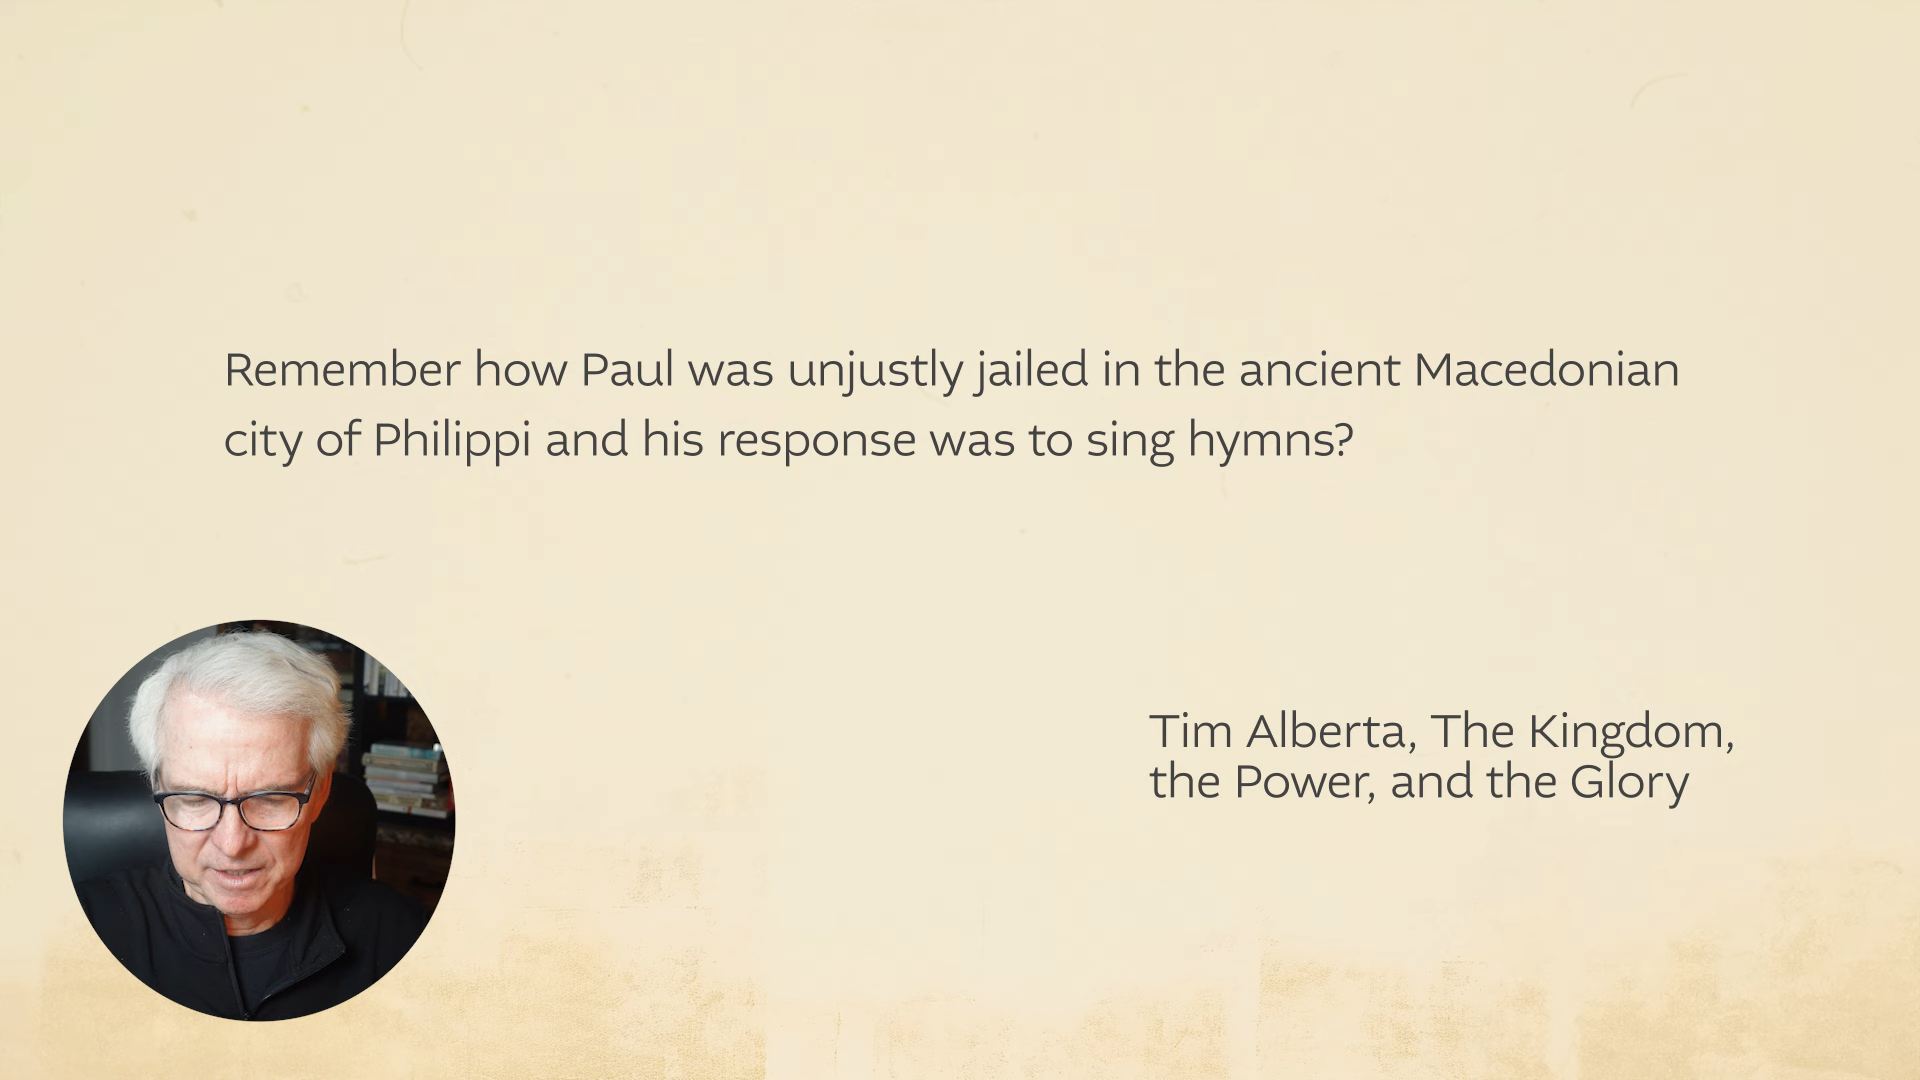 Remember how Paul was unjustly jailed in the ancient Macedonian
city of Philippi and his response was to sing hymns?
Tim Alberta, The Kingdom,
the Power, and the Glory